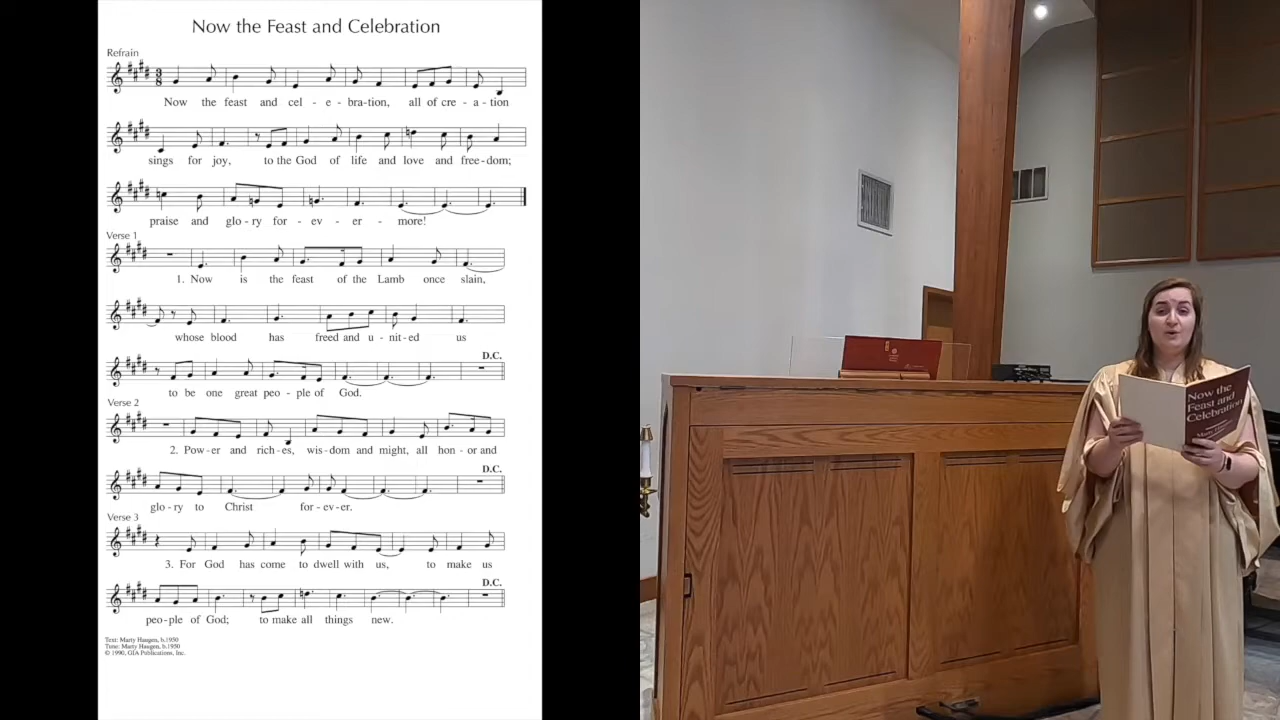 Now the Feast and Celebration
Refrain
Now the feast and cel - e - bra-tion, all of cre - a - tion
sings for joy, to the God of life and love and free-dom;
praise and glo - ry for - ev - er - more!
Verse 1
1. Now is the feast of the Lamb once slain,
whose blood has freed and u - nit - ed us
D.C.
to be one great peo - ple of God.
Verse 2
2. Pow-er and rich-es, wis-dom and might, all hon - or and
D.C.
glo - ry to Christ for - ev - er.
Verse 3
3. For God has come to dwell with us, to make us
D.C.
peo-ple of God; to make all things new.
Text: Marty Haugen, b.1950
Tune: Marty Haugen, b.1950
© 1990, GIA Publications, Inc.
Now the
Feast and
Celebration